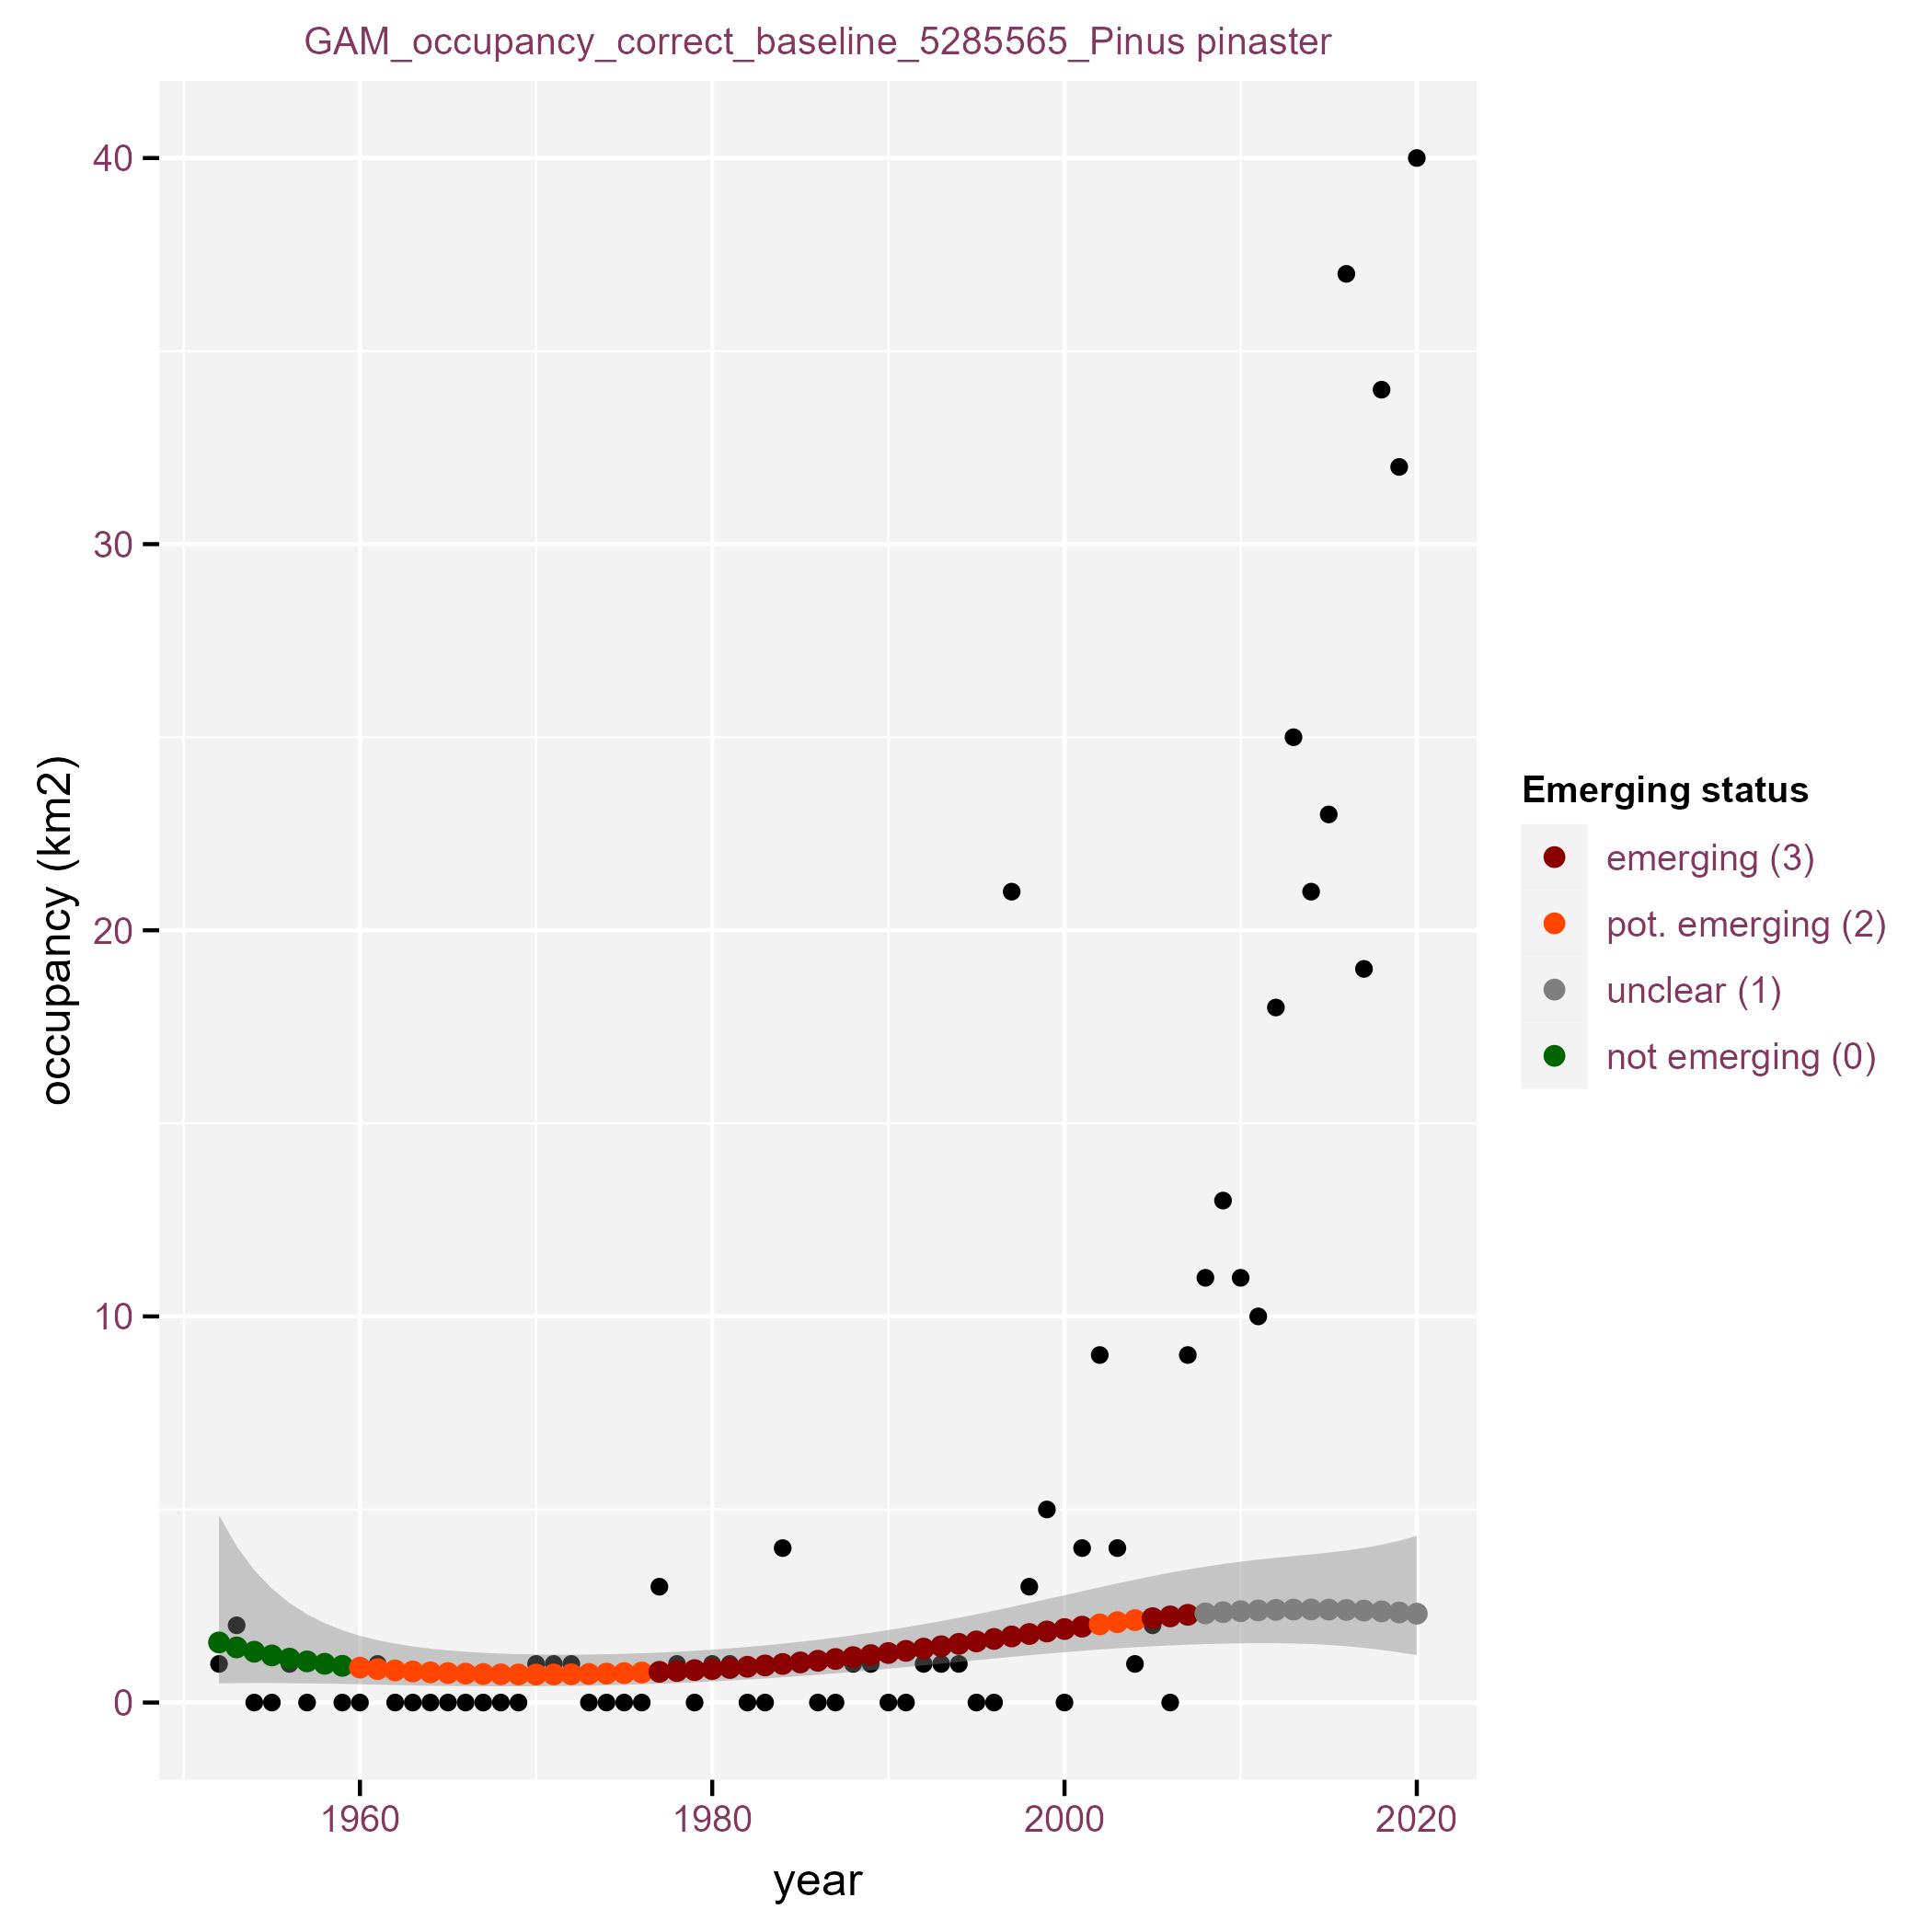 GAM_occupancy_correct_baseline_5285565_Pinus pinaster
40
30
20
10
0
occupancy (km2)
1960
1980
2000
2020
year
Emerging status
emerging (3)
pot. emerging (2)
unclear (1)
not emerging (0)